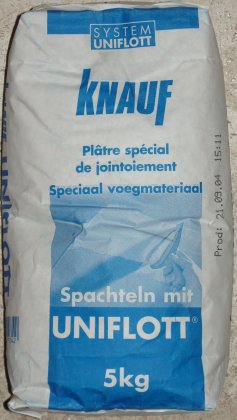 SYSTEM
UNIFLOTT
KNAUF
Plâtre spécial
de jointoiement
Speciaal voegmateriaal
Prod: 21.09.04 15:11
Spachteln mit
UNIFLOTT®
5kg